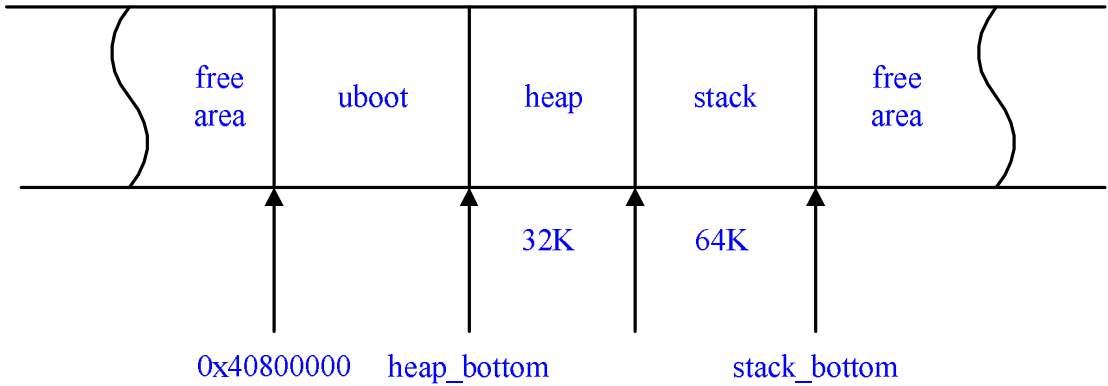 free
area
uboot
heap
stack
free
area
32K
64K
0x40800000
heap_bottom
stack_bottom